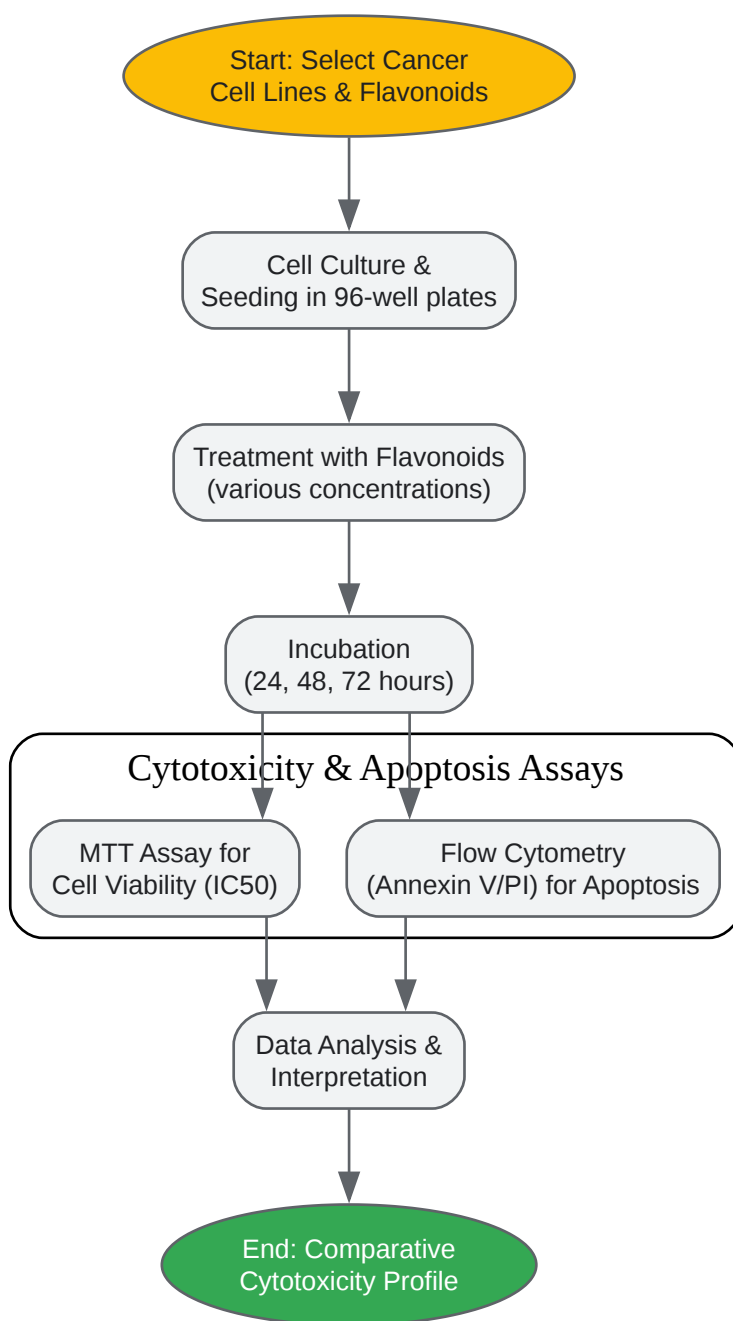 Start: Select Cancer
Cell Lines & Flavonoids
Cell Culture &
Seeding in 96-well plates
Treatment with Flavonoids
(various concentrations)
Incubation
(24, 48, 72 hours)
Cytotoxicity & Apoptosis Assays
MTT Assay for
Cell Viability (IC50)
Flow Cytometry
(Annexin V/PI) for Apoptosis
Data Analysis &
Interpretation
End: Comparative
Cytotoxicity Profile